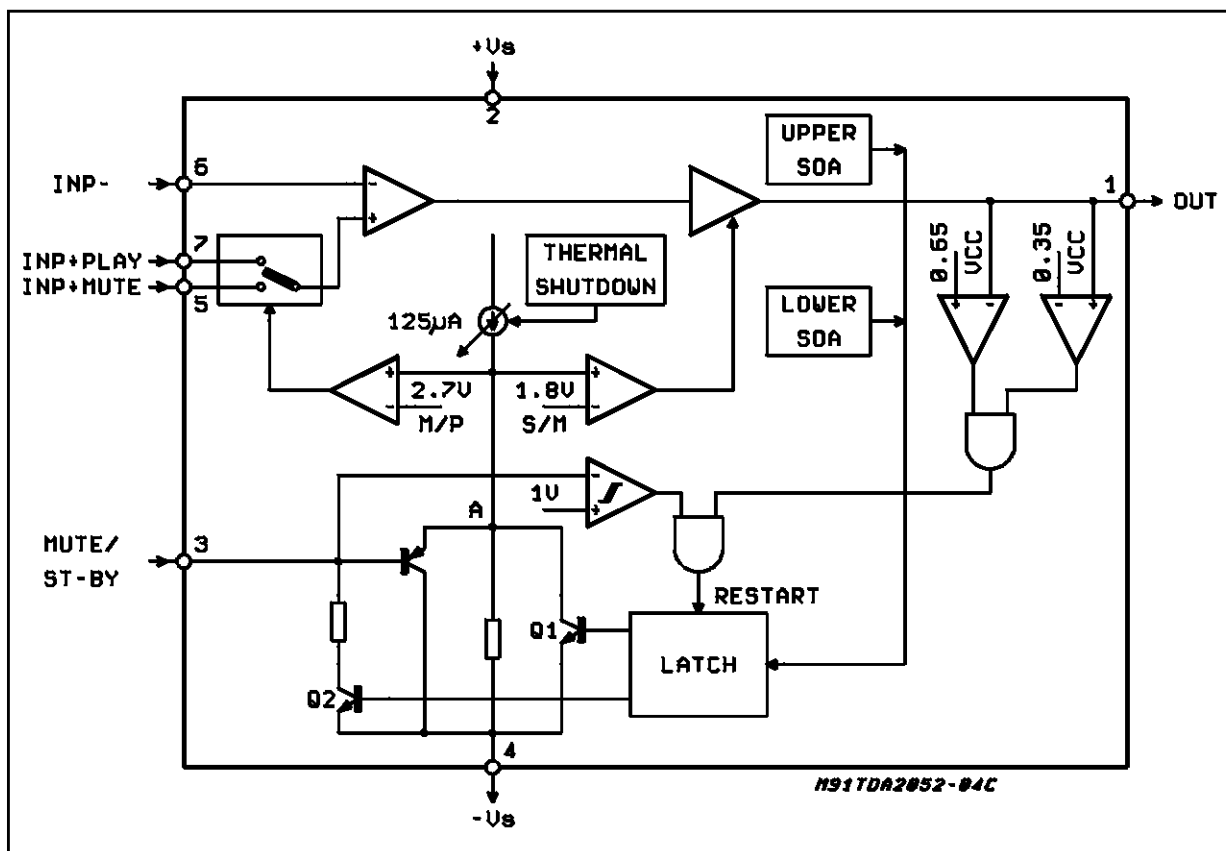 +Vs
2
UPPER
SOA
6
INP-
-
+
1
OUT
7
INP+PLAY
INP+MUTE
5
THERMAL
SHUTDOWN
0.65
VCC
0.35
VCC
+
-
-
+
125µA
LOWER
SOA
+
2.7V
-
M/P
+
1.8V
-
S/M
-
1V
+
A
MUTE/
ST-BY
3
RESTART
Q1
LATCH
Q2
4
-Vs
M91TDA2052-04C